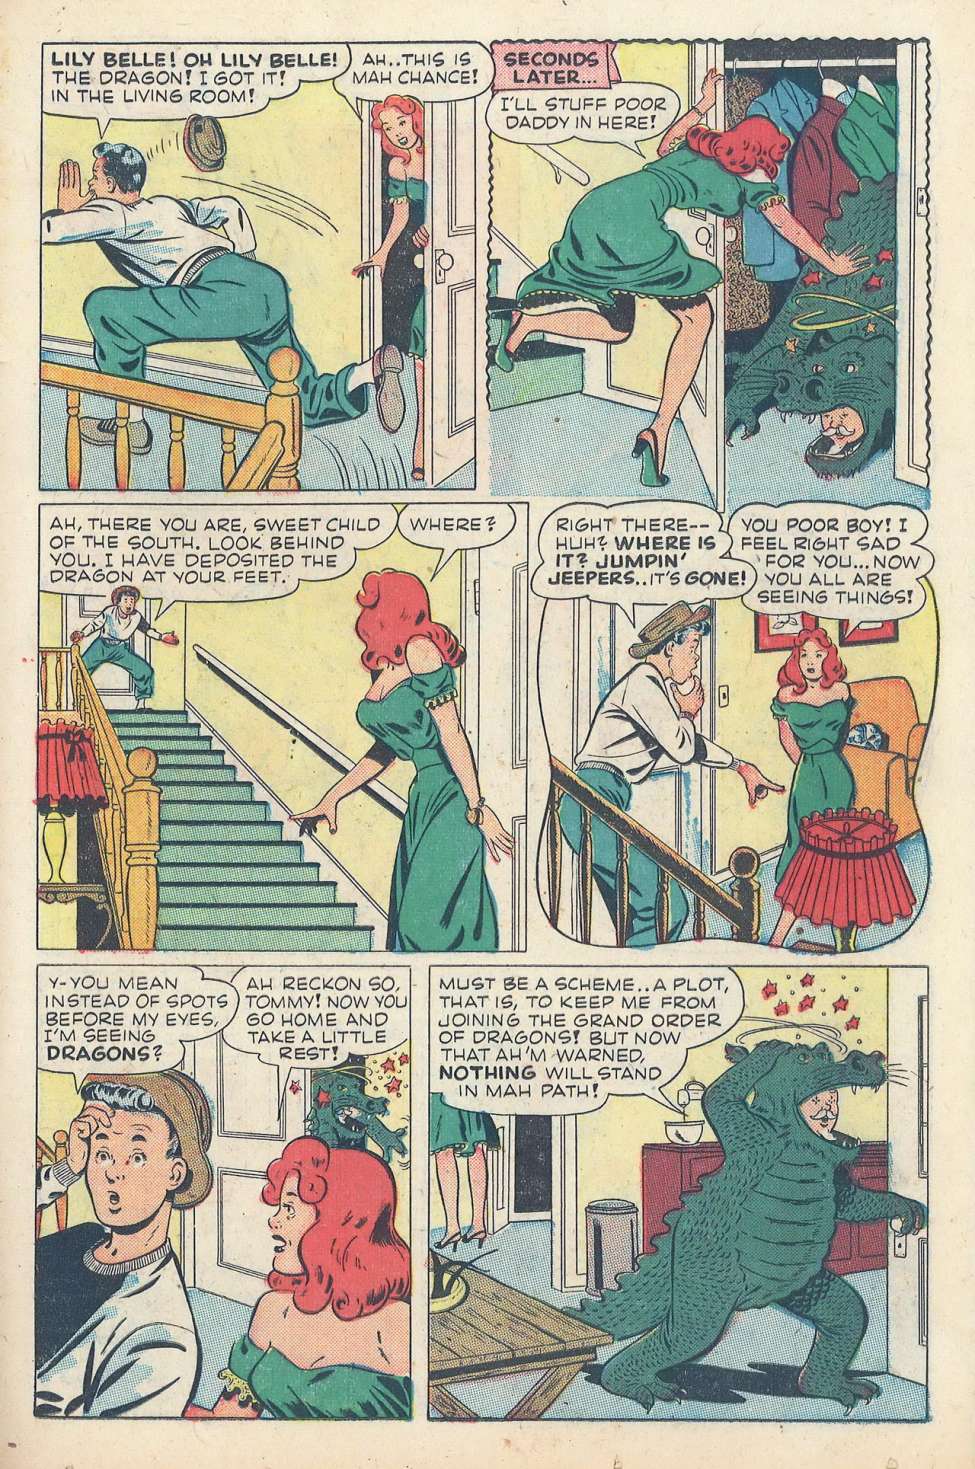 LILY BELLE! OH LILY BELLE!
THE DRAGON! I GOT IT!
IN THE LIVING ROOM!
AH..THIS IS
MAH CHANCE!
SECONDS
LATER...
I'LL STUFF POOR
DADDY IN HERE!
AH, THERE YOU ARE, SWEET CHILD
OF THE SOUTH. LOOK BEHIND
YOU. I HAVE DEPOSITED THE
DRAGON AT YOUR FEET.
WHERE?
RIGHT THERE--
HUH? WHERE IS
IT? JUMPIN'
JEEPERS..IT'S GONE!
YOU POOR BOY! I
FEEL RIGHT SAD
FOR YOU...NOW
YOU ALL ARE
SEEING THINGS!
Y-YOU MEAN
INSTEAD OF SPOTS
BEFORE MY EYES,
I'M SEEING
DRAGONS?
AH RECKON SO,
TOMMY! NOW YOU
GO HOME AND
TAKE A LITTLE
REST!
MUST BE A SCHEME..A PLOT,
THAT IS, TO KEEP ME FROM
JOINING THE GRAND ORDER
OF DRAGONS! BUT NOW
THAT AH'M WARNED,
NOTHING WILL STAND
IN MAH PATH!